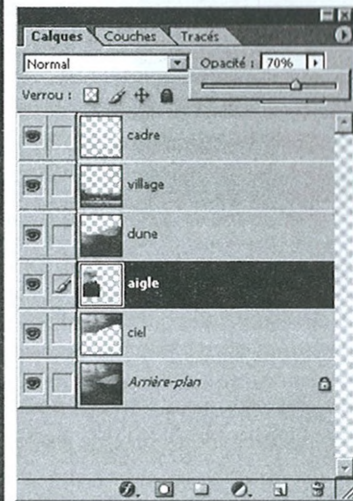 Calques Couches Tracés
Normal Opacité : 70%
Verrou :
cadre
village
dune
aigle
ciel
Arrière-plan